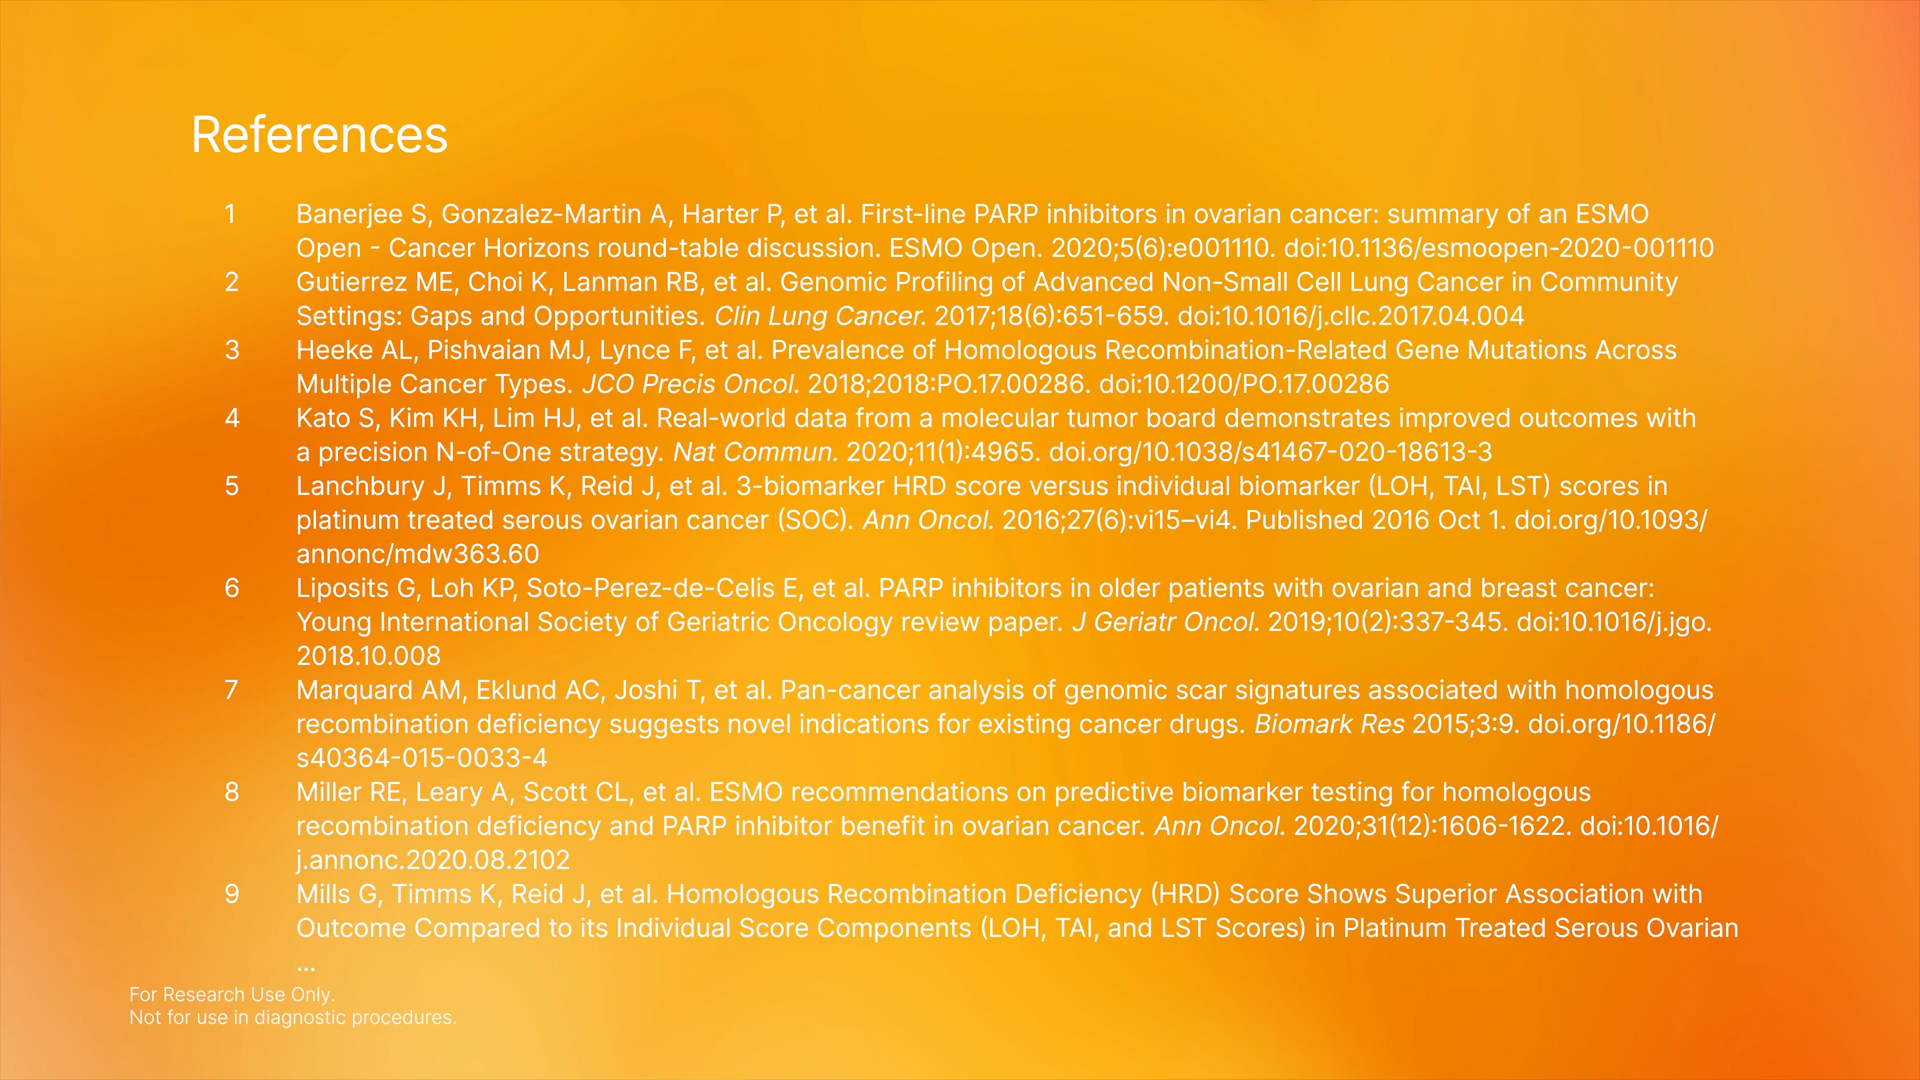 References
1 Banerjee S, Gonzalez-Martin A, Harter P, et al. First-line PARP inhibitors in ovarian cancer: summary of an ESMO
Open - Cancer Horizons round-table discussion. ESMO Open. 2020;5(6):e001110. doi:10.1136/esmoopen-2020-001110
2 Gutierrez ME, Choi K, Lanman RB, et al. Genomic Profiling of Advanced Non-Small Cell Lung Cancer in Community
Settings: Gaps and Opportunities. Clin Lung Cancer. 2017;18(6):651-659. doi:10.1016/j.cllc.2017.04.004
3 Heeke AL, Pishvaian MJ, Lynce F, et al. Prevalence of Homologous Recombination-Related Gene Mutations Across
Multiple Cancer Types. JCO Precis Oncol. 2018;2018:PO.17.00286. doi:10.1200/PO.17.00286
4 Kato S, Kim KH, Lim HJ, et al. Real-world data from a molecular tumor board demonstrates improved outcomes with
a precision N-of-One strategy. Nat Commun. 2020;11(1):4965. doi.org/10.1038/s41467-020-18613-3
5 Lanchbury J, Timms K, Reid J, et al. 3-biomarker HRD score versus individual biomarker (LOH, TAI, LST) scores in
platinum treated serous ovarian cancer (SOC). Ann Oncol. 2016;27(6):vi15–vi4. Published 2016 Oct 1. doi.org/10.1093/
annonc/mdw363.60
6 Liposits G, Loh KP, Soto-Perez-de-Celis E, et al. PARP inhibitors in older patients with ovarian and breast cancer:
Young International Society of Geriatric Oncology review paper. J Geriatr Oncol. 2019;10(2):337-345. doi:10.1016/j.jgo.
2018.10.008
7 Marquard AM, Eklund AC, Joshi T, et al. Pan-cancer analysis of genomic scar signatures associated with homologous
recombination deficiency suggests novel indications for existing cancer drugs. Biomark Res 2015;3:9. doi.org/10.1186/
s40364-015-0033-4
8 Miller RE, Leary A, Scott CL, et al. ESMO recommendations on predictive biomarker testing for homologous
recombination deficiency and PARP inhibitor benefit in ovarian cancer. Ann Oncol. 2020;31(12):1606-1622. doi:10.1016/
j.annonc.2020.08.2102
9 Mills G, Timms K, Reid J, et al. Homologous Recombination Deficiency (HRD) Score Shows Superior Association with
Outcome Compared to its Individual Score Components (LOH, TAI, and LST Scores) in Platinum Treated Serous Ovarian
...
For Research Use Only.
Not for use in diagnostic procedures.